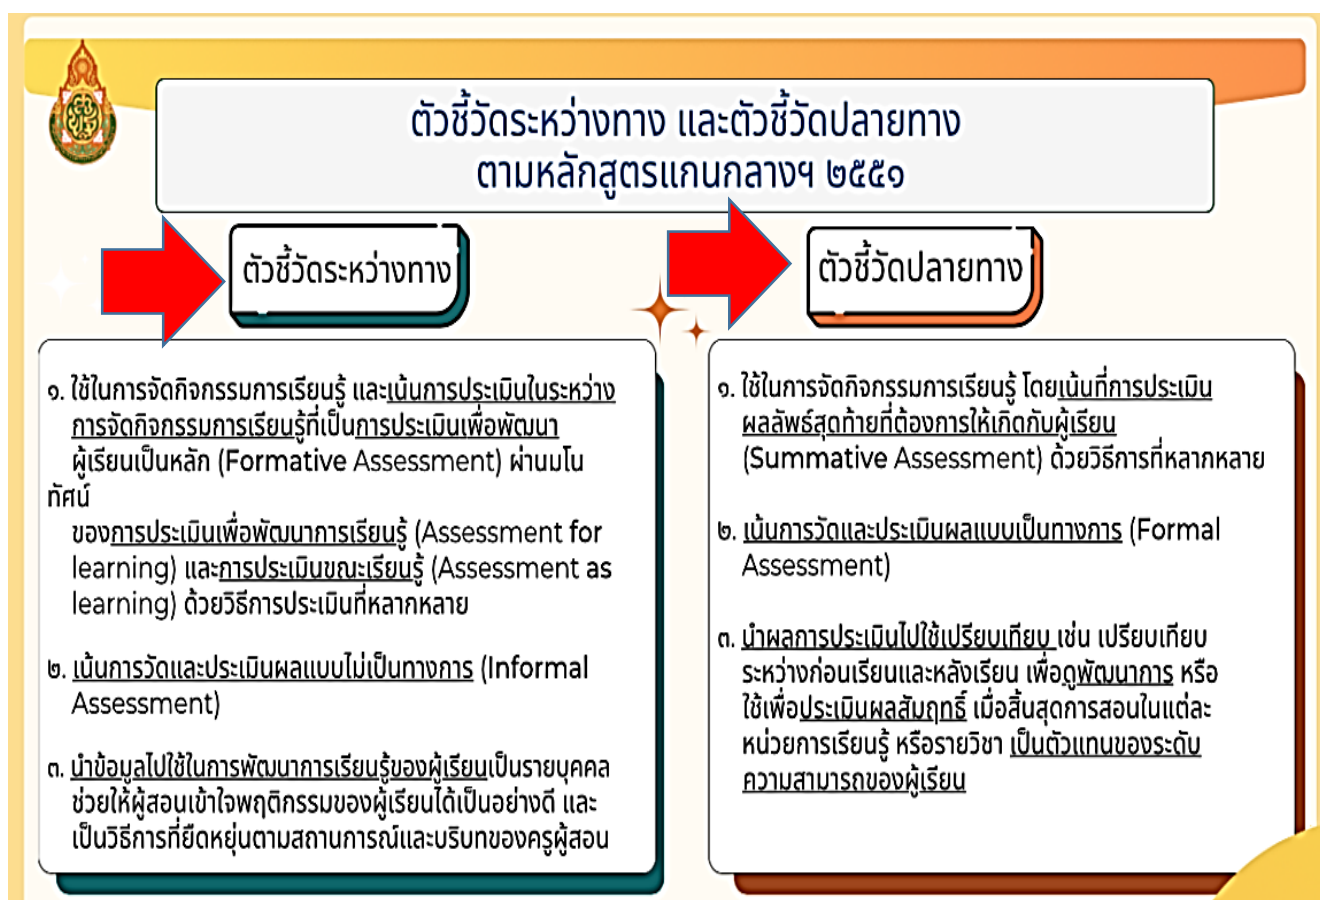 ตัวชี้วัดระหว่างทาง และตัวชี้วัดปลายทาง
ตามหลักสูตรแกนกลางฯ ๒๕๕๑
ตัวชี้วัดระหว่างทาง
๑. ใช้ในการจัดกิจกรรมการเรียนรู้ และเน้นการประเมินในระหว่าง
การจัดกิจกรรมการเรียนรู้ที่เป็นการประเมินเพื่อพัฒนา
ผู้เรียนเป็นหลัก (Formative Assessment) ผ่านมโน
ทัศน์
ของการประเมินเพื่อพัฒนาการเรียนรู้ (Assessment for
learning) และการประเมินขณะเรียนรู้ (Assessment as
learning) ด้วยวิธีการประเมินที่หลากหลาย
๒. เน้นการวัดและประเมินผลแบบไม่เป็นทางการ (Informal
Assessment)
๓. นำข้อมูลไปใช้ในการพัฒนาการเรียนรู้ของผู้เรียนเป็นรายบุคคล
ช่วยให้ผู้สอนเข้าใจพฤติกรรมของผู้เรียนได้เป็นอย่างดี และ
เป็นวิธีการที่ยืดหยุ่นตามสถานการณ์และบริบทของครูผู้สอน
ตัวชี้วัดปลายทาง
๑. ใช้ในการจัดกิจกรรมการเรียนรู้ โดยเน้นที่การประเมิน
ผลลัพธ์สุดท้ายที่ต้องการให้เกิดกับผู้เรียน
(Summative Assessment) ด้วยวิธีการที่หลากหลาย
๒. เน้นการวัดและประเมินผลแบบเป็นทางการ (Formal
Assessment)
๓. นำผลการประเมินไปใช้เปรียบเทียบ เช่น เปรียบเทียบ
ระหว่างก่อนเรียนและหลังเรียน เพื่อดูพัฒนาการ หรือ
ใช้เพื่อประเมินผลสัมฤทธิ์ เมื่อสิ้นสุดการสอนในแต่ละ
หน่วยการเรียนรู้ หรือรายวิชา เป็นตัวแทนของระดับ
ความสามารถของผู้เรียน